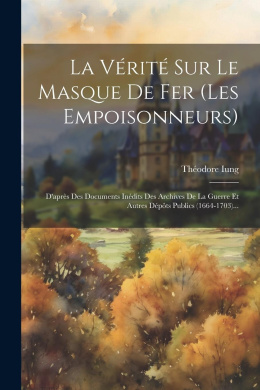 La Vérité Sur Le
Masque De Fer (Les
Empoisonneurs)
Théodore Iung
D'après Des Documents Inédits Des Archives De La Guerre Et
Autres Dépôts Publics (1664-1703)...